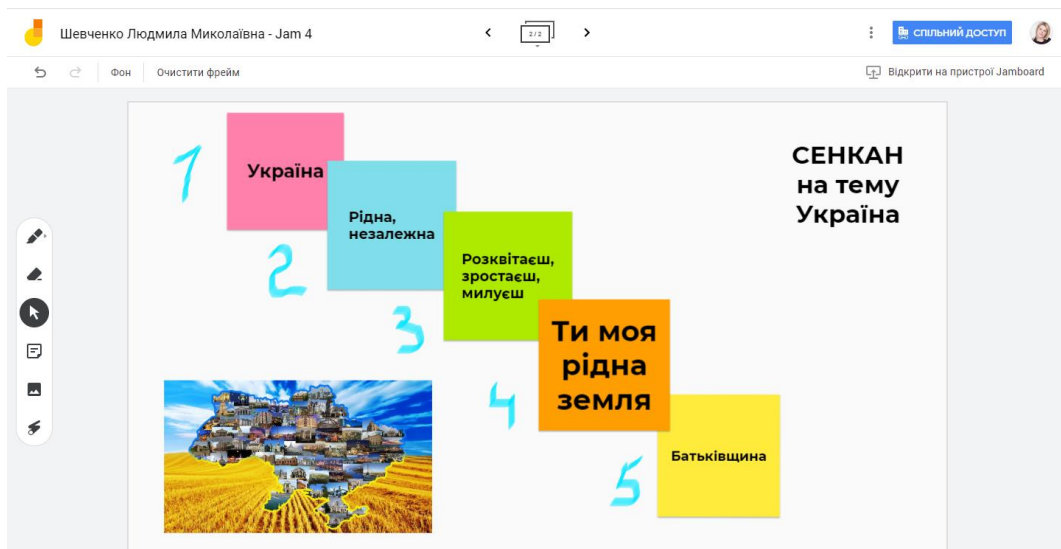 Шевченко Людмила Миколаївна - Jam 4
2/2
СПІЛЬНИЙ ДОСТУП
Фон
Очистити фрейм
Відкрити на пристрої Jamboard
СЕНКАН
на тему
Україна
1
Україна
2
Рідна,
незалежна
3
Розквітаєш,
зростаєш,
милуєш
4
Ти моя
рідна
земля
5
Батьківщина